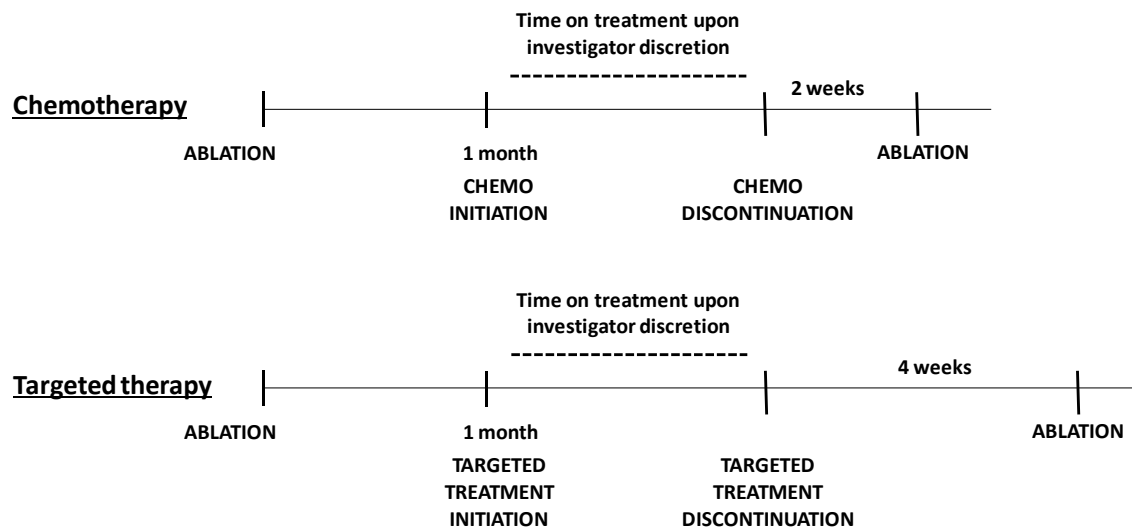 Time on treatment upon
investigator discretion
2 weeks
Chemotherapy
ABLATION
1 month
ABLATION
CHEMO
INITIATION
CHEMO
DISCONTINUATION
Time on treatment upon
investigator discretion
4 weeks
Targeted therapy
ABLATION
1 month
ABLATION
TARGETED
TREATMENT
INITIATION
TARGETED
TREATMENT
DISCONTINUATION